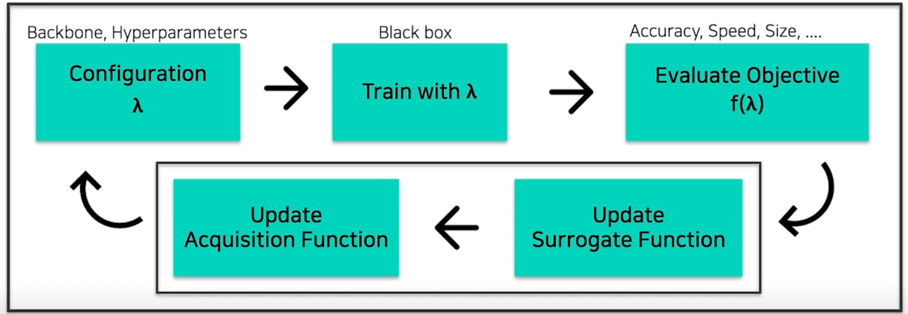 Backbone, Hyperparameters
Configuration
λ
Black box
Train with λ
Accuracy, Speed, Size, ....
Evaluate Objective
f(λ)
Update
Acquisition Function
Update
Surrogate Function